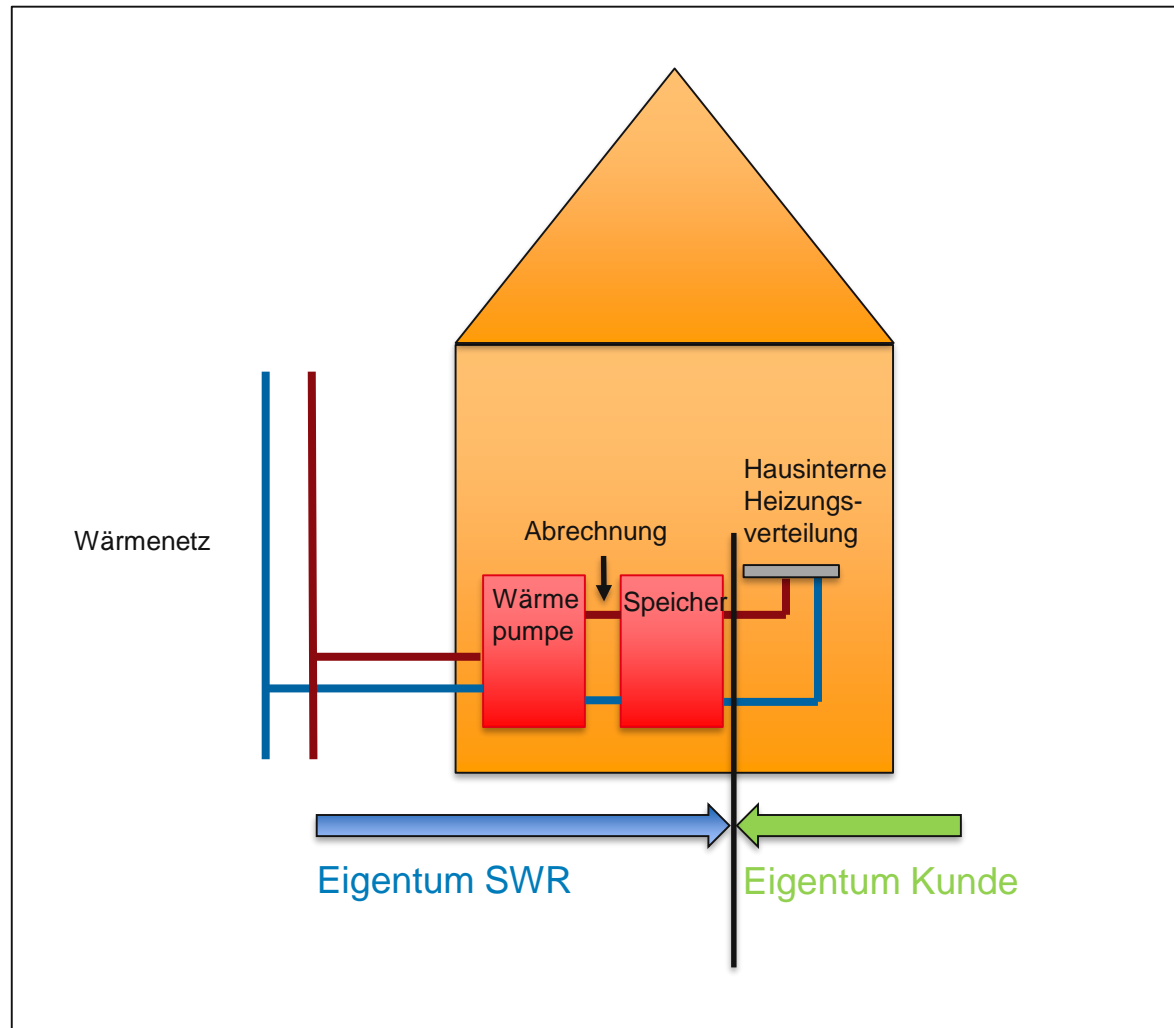 Hausinterne
Heizungs-
verteilung
Abrechnung
Wärmenetz
Wärme
pumpe
Speicher
Eigentum SWR
Eigentum Kunde